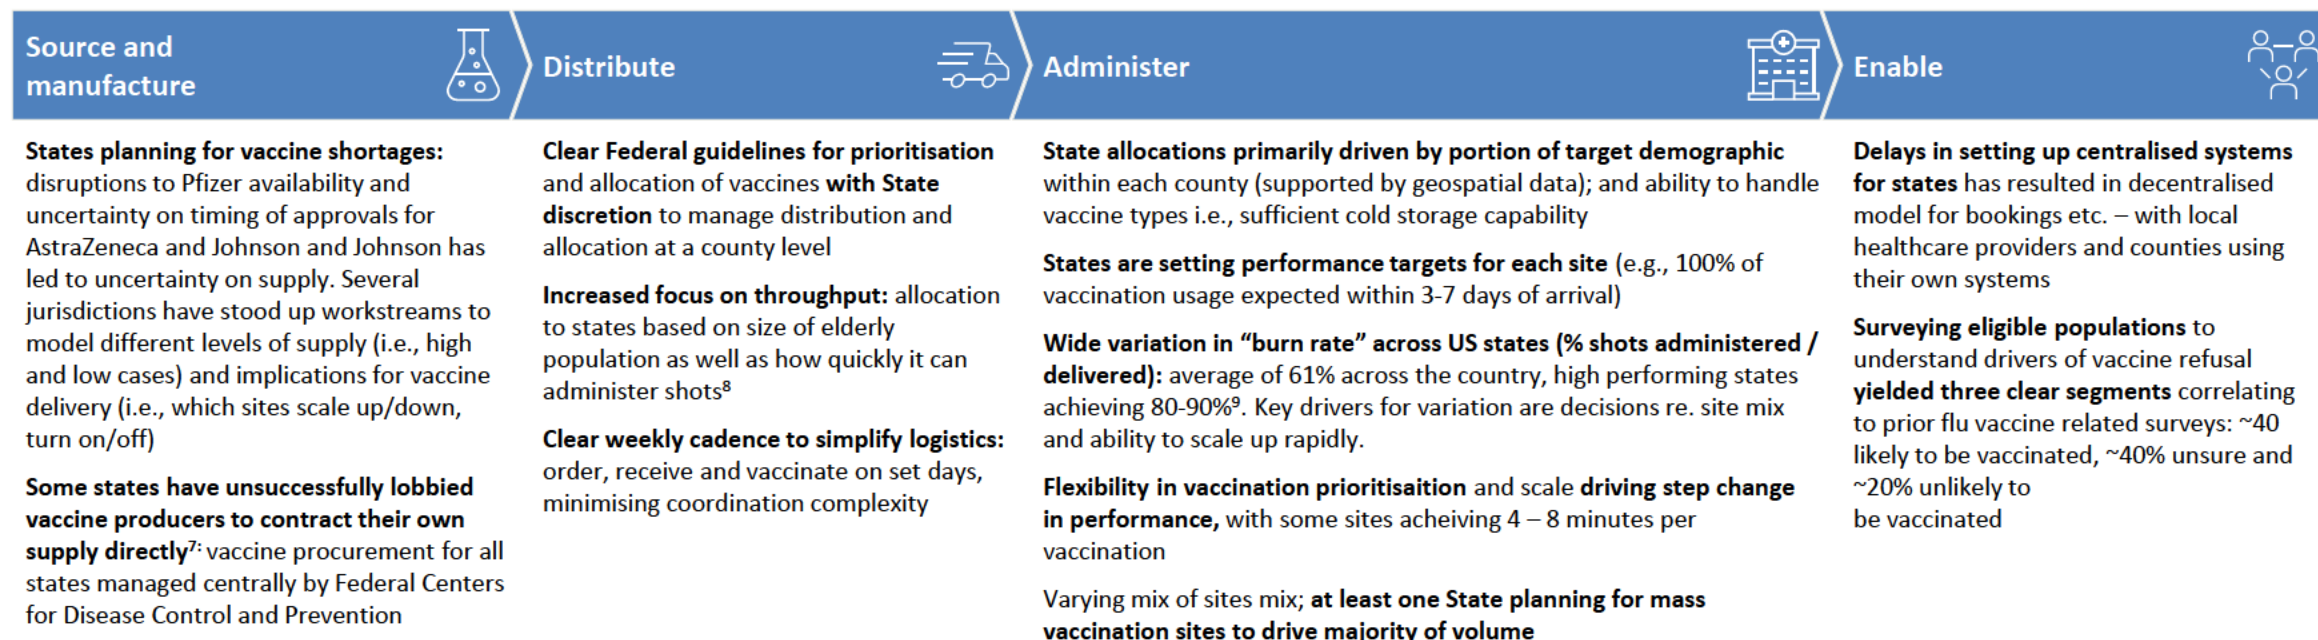 Source and
manufacture
Distribute
Administer
Enable
States planning for vaccine shortages:
disruptions to Pfizer availability and
uncertainty on timing of approvals for
AstraZeneca and Johnson and Johnson has
led to uncertainty on supply. Several
jurisdictions have stood up workstreams to
model different levels of supply (i.e., high
and low cases) and implications for vaccine
delivery (i.e., which sites scale up/down,
turn on/off)
Some states have unsuccessfully lobbied
vaccine producers to contract their own
supply directly⁷: vaccine procurement for all
states managed centrally by Federal Centers
for Disease Control and Prevention
Clear Federal guidelines for prioritisation
and allocation of vaccines with State
discretion to manage distribution and
allocation at a county level
Increased focus on throughput: allocation
to states based on size of elderly
population as well as how quickly it can
administer shots⁸
Clear weekly cadence to simplify logistics:
order, receive and vaccinate on set days,
minimising coordination complexity
State allocations primarily driven by portion of target demographic
within each county (supported by geospatial data); and ability to handle
vaccine types i.e., sufficient cold storage capability
States are setting performance targets for each site (e.g., 100% of
vaccination usage expected within 3-7 days of arrival)
Wide variation in “burn rate” across US states (% shots administered /
delivered): average of 61% across the country, high performing states
achieving 80-90%⁹. Key drivers for variation are decisions re. site mix
and ability to scale up rapidly.
Flexibility in vaccination prioritisaition and scale driving step change
in performance, with some sites acheiving 4 – 8 minutes per
vaccination
Varying mix of sites mix; at least one State planning for mass
vaccination sites to drive majority of volume
Delays in setting up centralised systems
for states has resulted in decentralised
model for bookings etc. – with local
healthcare providers and counties using
their own systems
Surveying eligible populations to
understand drivers of vaccine refusal
yielded three clear segments correlating
to prior flu vaccine related surveys: ~40
likely to be vaccinated, ~40% unsure and
~20% unlikely to
be vaccinated